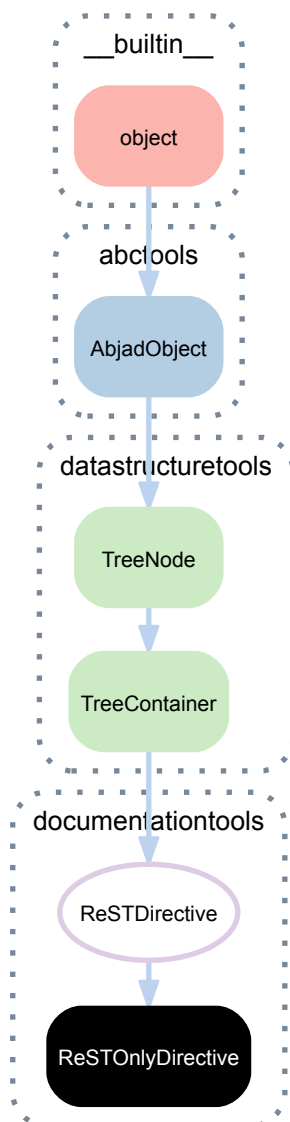 __builtin__
object
abctools
AbjadObject
datastructuretools
TreeNode
TreeContainer
documentationtools
ReSTDirective
ReSTOnlyDirective